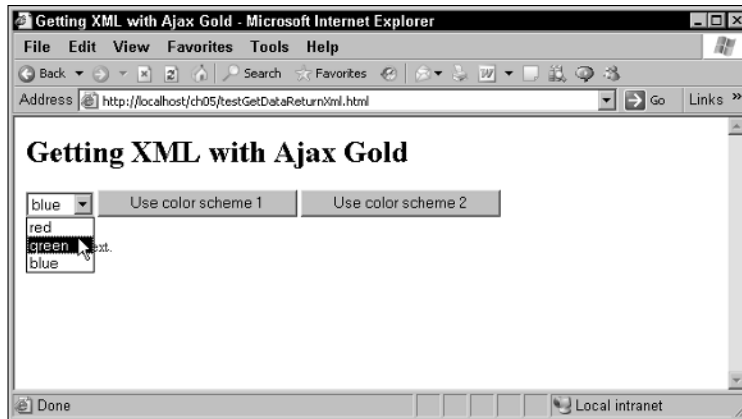 Getting XML with Ajax Gold - Microsoft Internet Explorer
File Edit View Favorites Tools Help
Back Search Favorites
Address http://localhost/ch05/testGetDataReturnXml.html Go Links »
Getting XML with Ajax Gold
blue Use color scheme 1 Use color scheme 2
red
green
blue
Done Local intranet